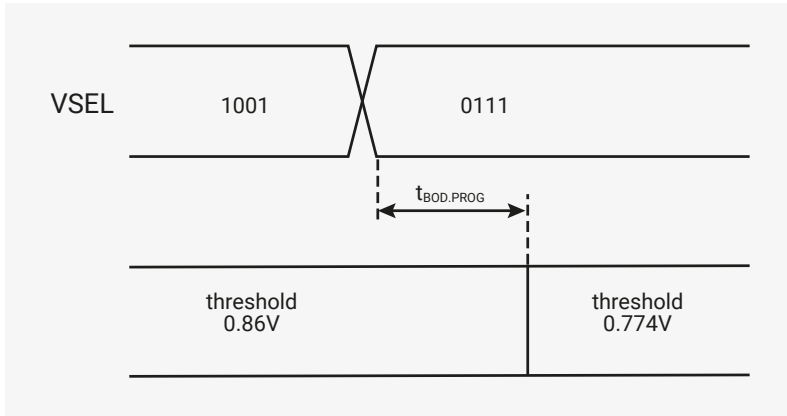 VSEL
1001
0111
tBOD.PROG
threshold
0.86V
threshold
0.774V